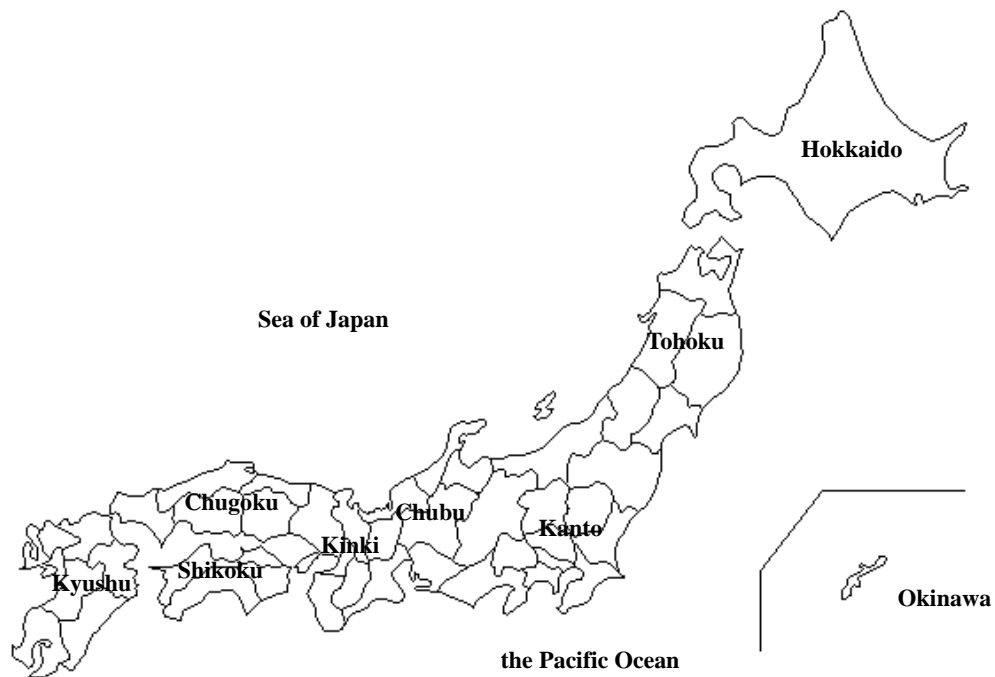 Hokkaido
Sea of Japan
Tohoku
Chugoku
Chubu
Kanto
Kinki
Shikoku
Kyushu
Okinawa
the Pacific Ocean